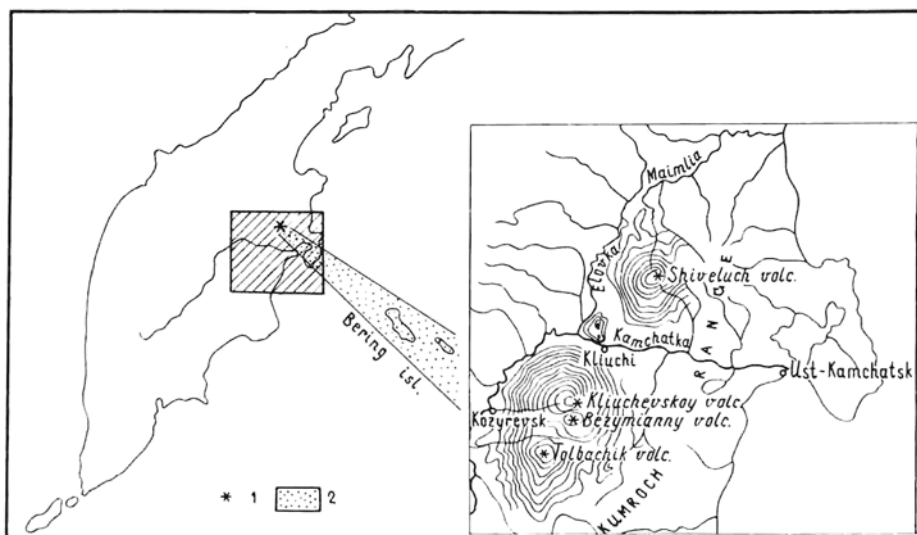 Bering
isl.
* 1
2
Maimlia
Elovka
Shiveluch volc.
Kamchatka
Kliuchi
Ust-Kamchatsk
Kliuchevskoy volc.
Kozyrevsk
Bezymianny volc.
Tolbachik volc.
KUMROCH RANGE